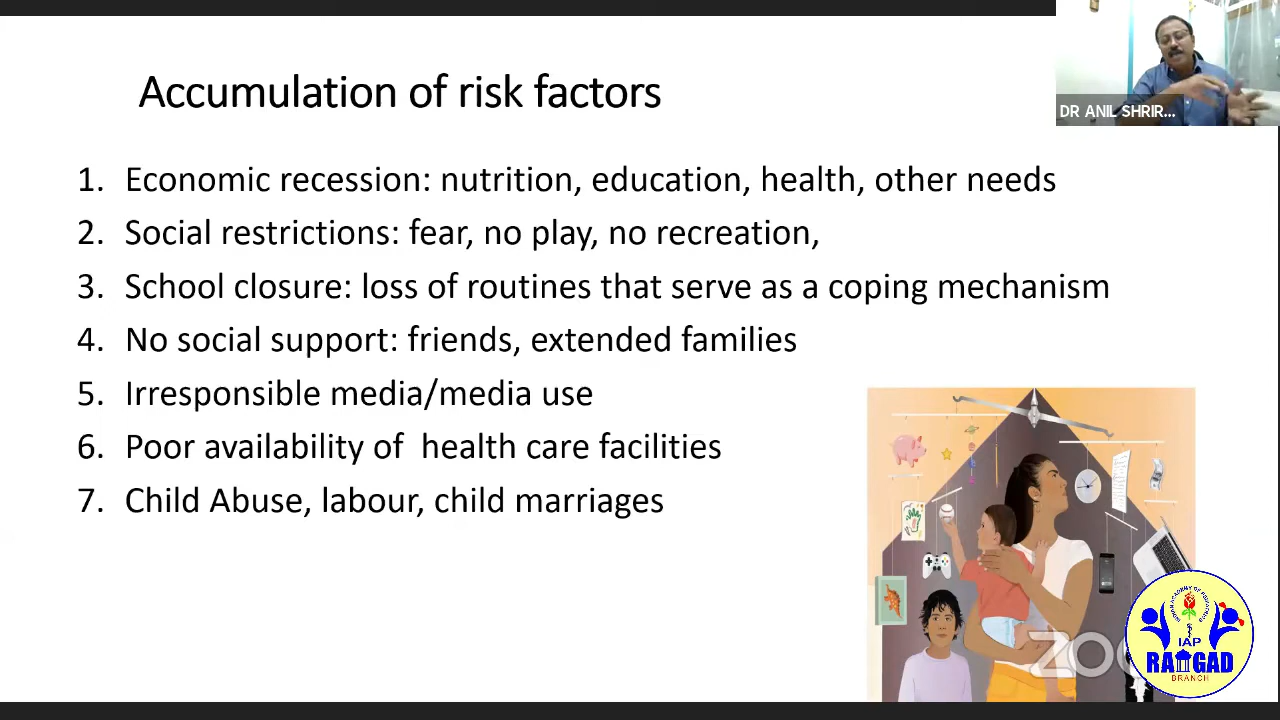 DR ANIL SHRIR...
Accumulation of risk factors
1. Economic recession: nutrition, education, health, other needs
2. Social restrictions: fear, no play, no recreation,
3. School closure: loss of routines that serve as a coping mechanism
4. No social support: friends, extended families
5. Irresponsible media/media use
6. Poor availability of  health care facilities
7. Child Abuse, labour, child marriages
ZO
ACADEMY OF
IAP
RAIGAD
BRANCH